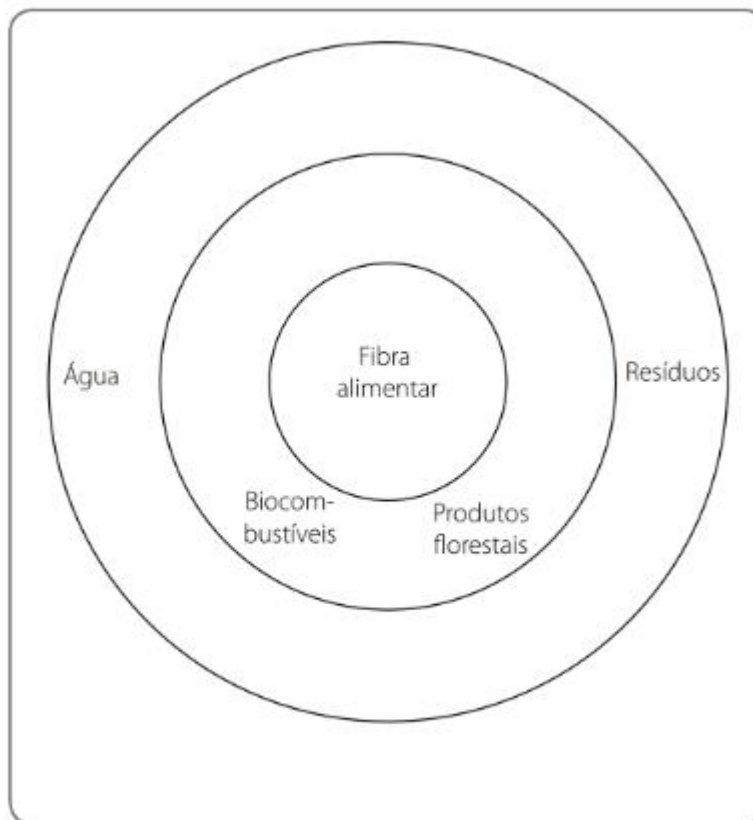 Fibra
alimentar
Água
Resíduos
Biocom-
bustíveis
Produtos
florestais